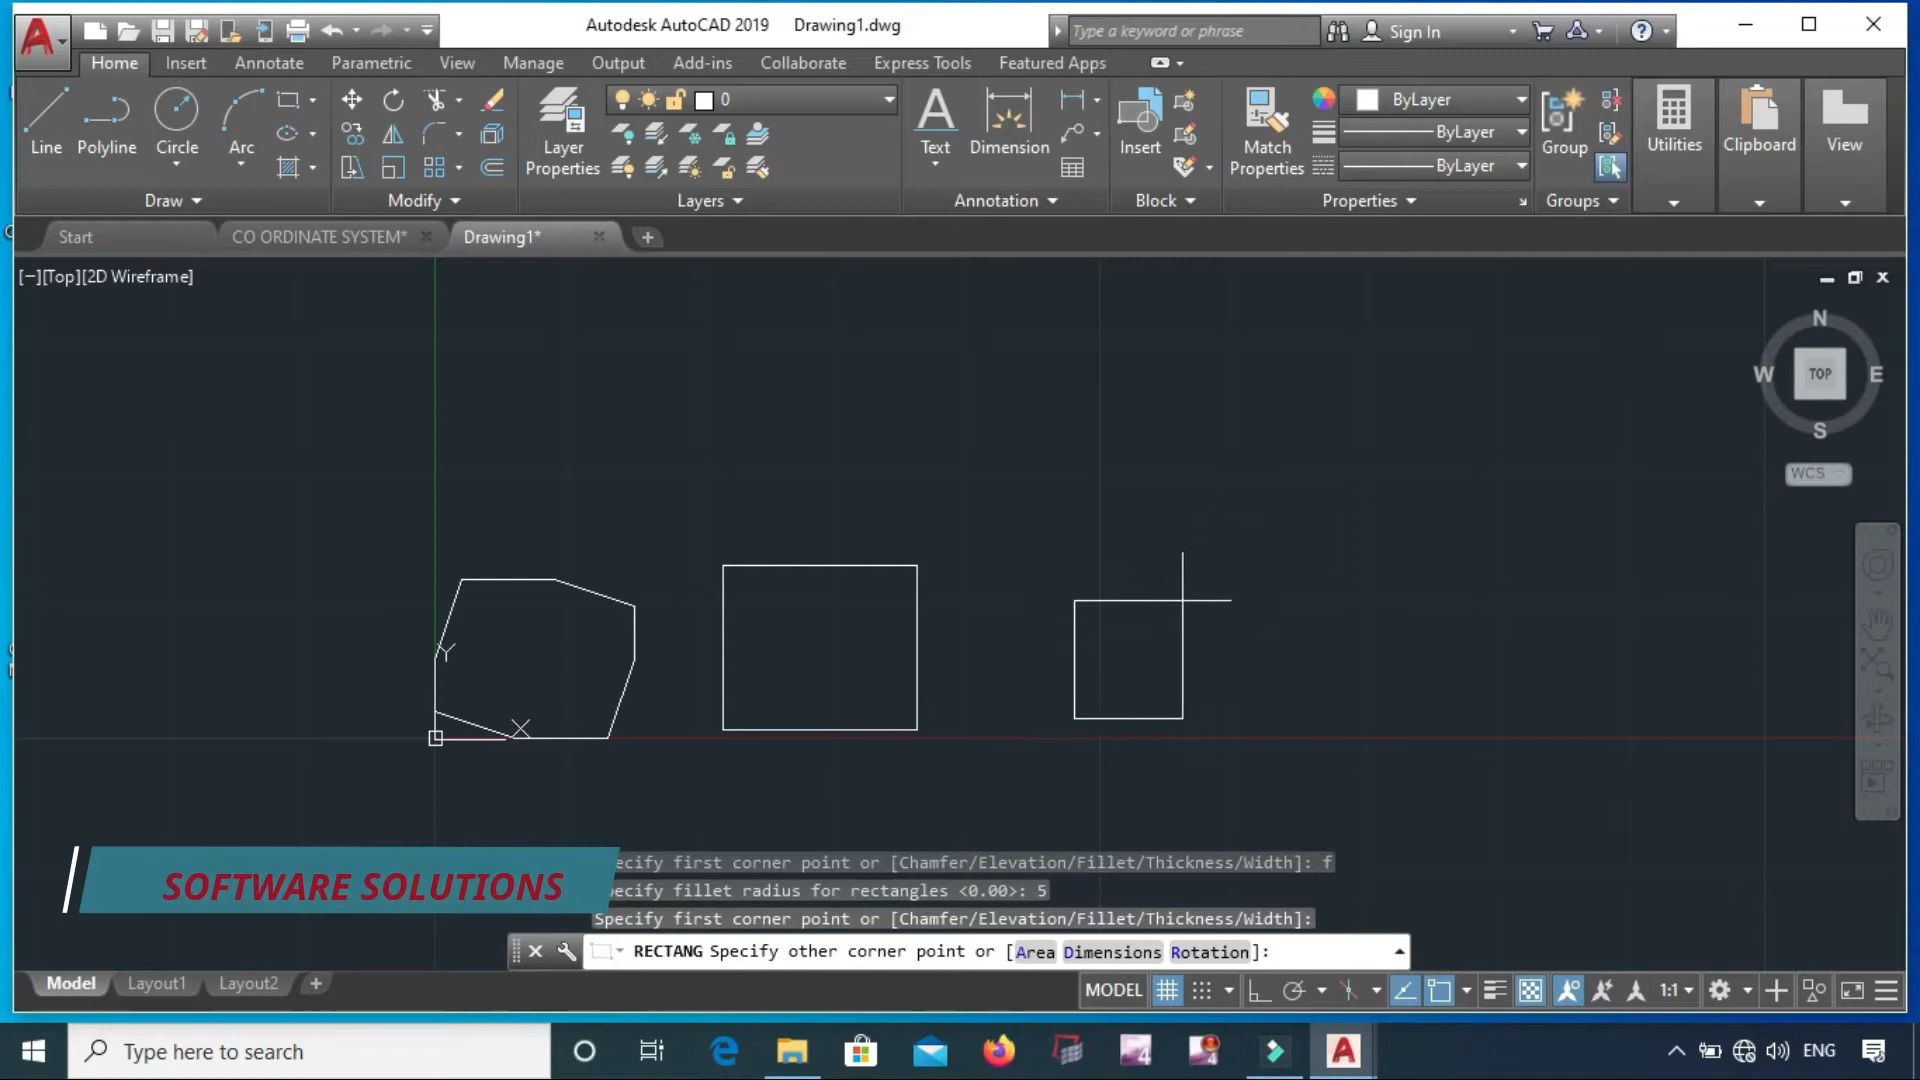 Autodesk AutoCAD 2019 Drawing1.dwg
Type a keyword or phrase
Sign In
Home Insert Annotate Parametric View Manage Output Add-ins Collaborate Express Tools Featured Apps
0
ByLayer
ByLayer
ByLayer
Line Polyline Circle Arc
Layer Properties
Text Dimension
Insert
Match Properties
Group
Utilities
Clipboard
View
Draw Modify Layers Annotation Block Properties Groups
Start CO ORDINATE SYSTEM* Drawing1*
[−][Top][2D Wireframe]
N
W TOP E
S
WCS
Y
X
SOFTWARE SOLUTIONS
ecify first corner point or [Chamfer/Elevation/Fillet/Thickness/Width]: f
pecify fillet radius for rectangles <0.00>: 5
Specify first corner point or [Chamfer/Elevation/Fillet/Thickness/Width]:
RECTANG Specify other corner point or [Area Dimensions Rotation]:
Model Layout1 Layout2
MODEL 1:1
Type here to search
ENG